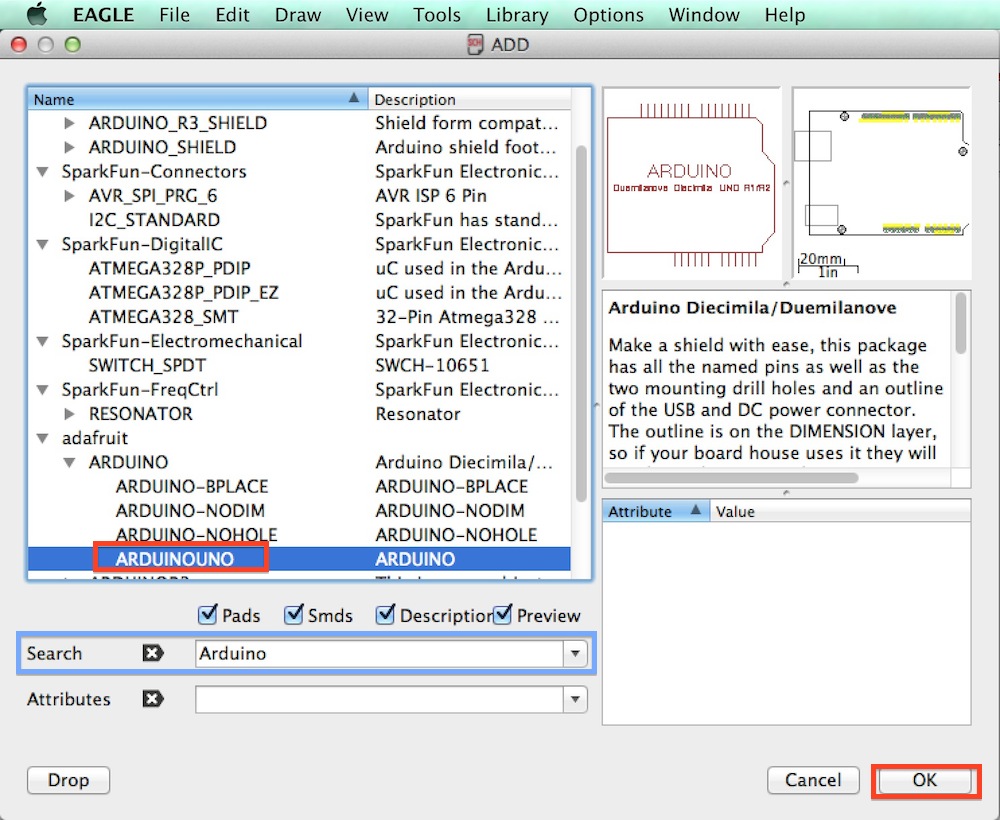 EAGLE File Edit Draw View Tools Library Options Window Help
ADD
Name Description
ARDUINO_R3_SHIELD Shield form compat...
ARDUINO_SHIELD Arduino shield foot...
SparkFun-Connectors SparkFun Electronic...
AVR_SPI_PRG_6 AVR ISP 6 Pin
I2C_STANDARD SparkFun has stand...
SparkFun-DigitalIC SparkFun Electronic...
ATMEGA328P_PDIP uC used in the Ardu...
ATMEGA328P_PDIP_EZ uC used in the Ardu...
ATMEGA328_SMT 32-Pin Atmega328 ...
SparkFun-Electromechanical SparkFun Electronic...
SWITCH_SPDT SWCH-10651
SparkFun-FreqCtrl SparkFun Electronic...
RESONATOR Resonator
adafruit
ARDUINO Arduino Diecimila/...
ARDUINO-BPLACE ARDUINO-BPLACE
ARDUINO-NODIM ARDUINO-NODIM
ARDUINO-NOHOLE ARDUINO-NOHOLE
ARDUINOUNO ARDUINO
Pads Smds Description Preview
Search Arduino
Attributes
Drop
ARDUINO
Duemilanove Diecimila UNO R1/R2
20mm
1in
Arduino Diecimila/Duemilanove
Make a shield with ease, this package
has all the named pins as well as the
two mounting drill holes and an outline
of the USB and DC power connector.
The outline is on the DIMENSION layer,
so if your board house uses it they will
Attribute Value
Cancel OK